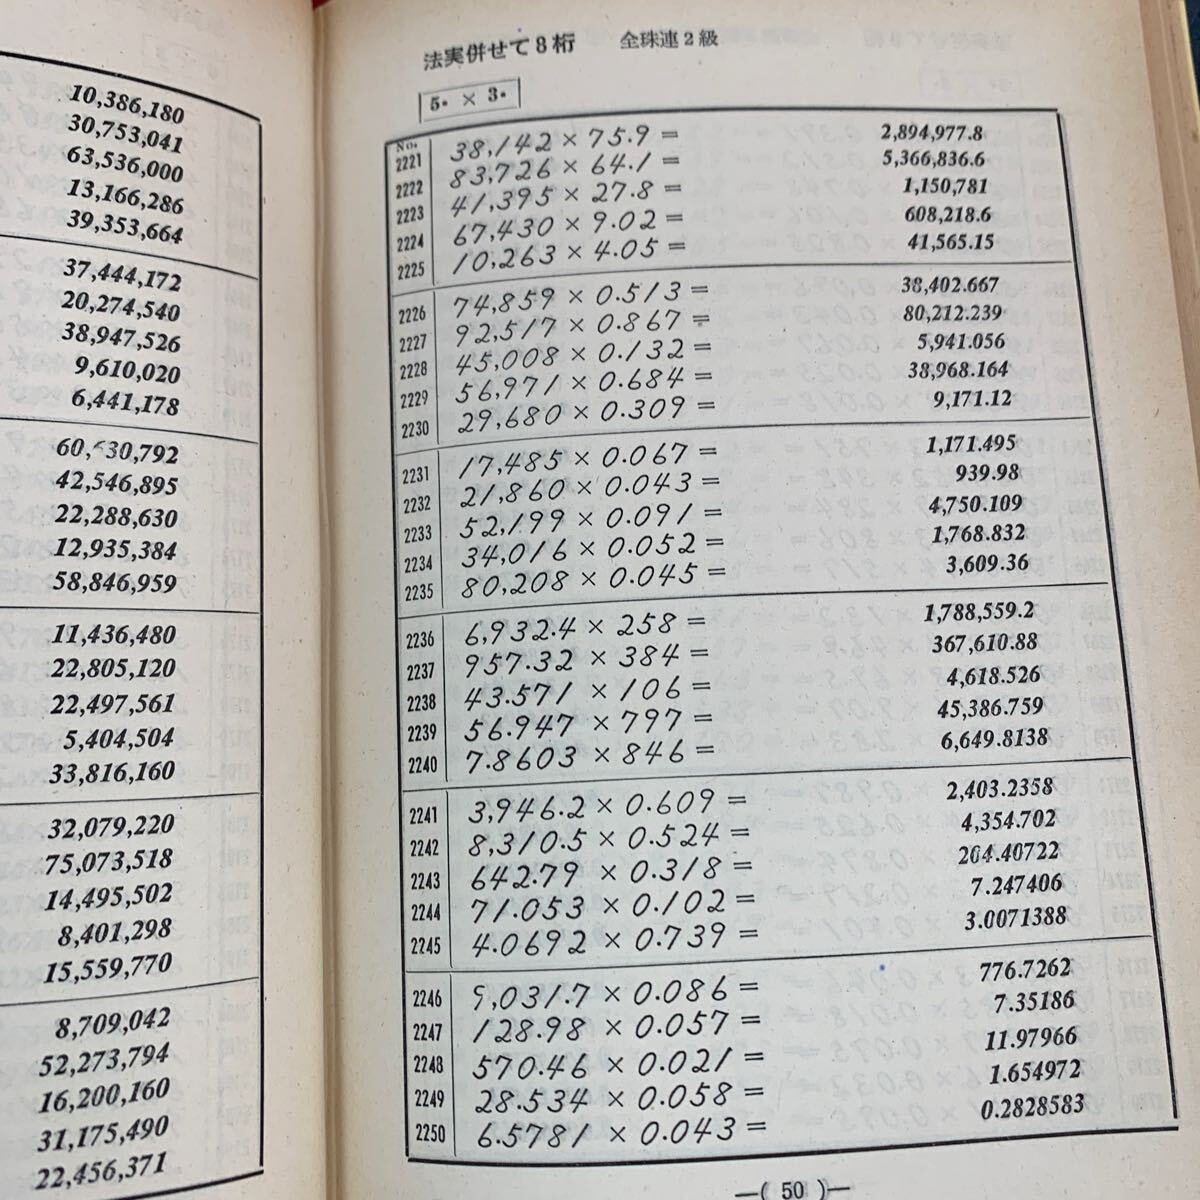 10,386,180
30,753,041
63,536,000
13,166,286
39,353,664
37,444,172
20,274,540
38,947,526
9,610,020
6,441,178
60,630,792
42,546,895
22,288,630
12,935,384
58,846,959
11,436,480
22,805,120
22,497,561
5,404,504
33,816,160
32,079,220
75,073,518
14,495,502
8,401,298
15,559,770
8,709,042
52,273,794
16,200,160
31,175,490
22,456,371
法実併せて8桁 全珠連2級
5• × 3•
No.
2221 38,142 × 75.9 = 2,894,977.8
2222 83,726 × 64.1 = 5,366,836.6
2223 41,395 × 27.8 = 1,150,781
2224 67,430 × 9.02 = 608,218.6
2225 10,263 × 4.05 = 41,565.15
2226 74,859 × 0.513 = 38,402.667
2227 92,517 × 0.867 = 80,212.239
2228 45,008 × 0.132 = 5,941.056
2229 56,971 × 0.684 = 38,968.164
2230 29,680 × 0.309 = 9,171.12
2231 17,485 × 0.067 = 1,171.495
2232 21,860 × 0.043 = 939.98
2233 52,199 × 0.091 = 4,750.109
2234 34,016 × 0.052 = 1,768.832
2235 80,208 × 0.045 = 3,609.36
2236 6,932.4 × 258 = 1,788,559.2
2237 957.32 × 384 = 367,610.88
2238 43.571 × 106 = 4,618.526
2239 56.947 × 797 = 45,386.759
2240 7.8603 × 846 = 6,649.8138
2241 3,946.2 × 0.609 = 2,403.2358
2242 8,310.5 × 0.524 = 4,354.702
2243 642.79 × 0.318 = 204.40722
2244 71.053 × 0.102 = 7.247406
2245 4.0692 × 0.739 = 3.0071388
2246 9,031.7 × 0.086 = 776.7262
2247 128.98 × 0.057 = 7.35186
2248 570.46 × 0.021 = 11.97966
2249 28.534 × 0.058 = 1.654972
2250 6.5781 × 0.043 = 0.2828583
—( 50 )—